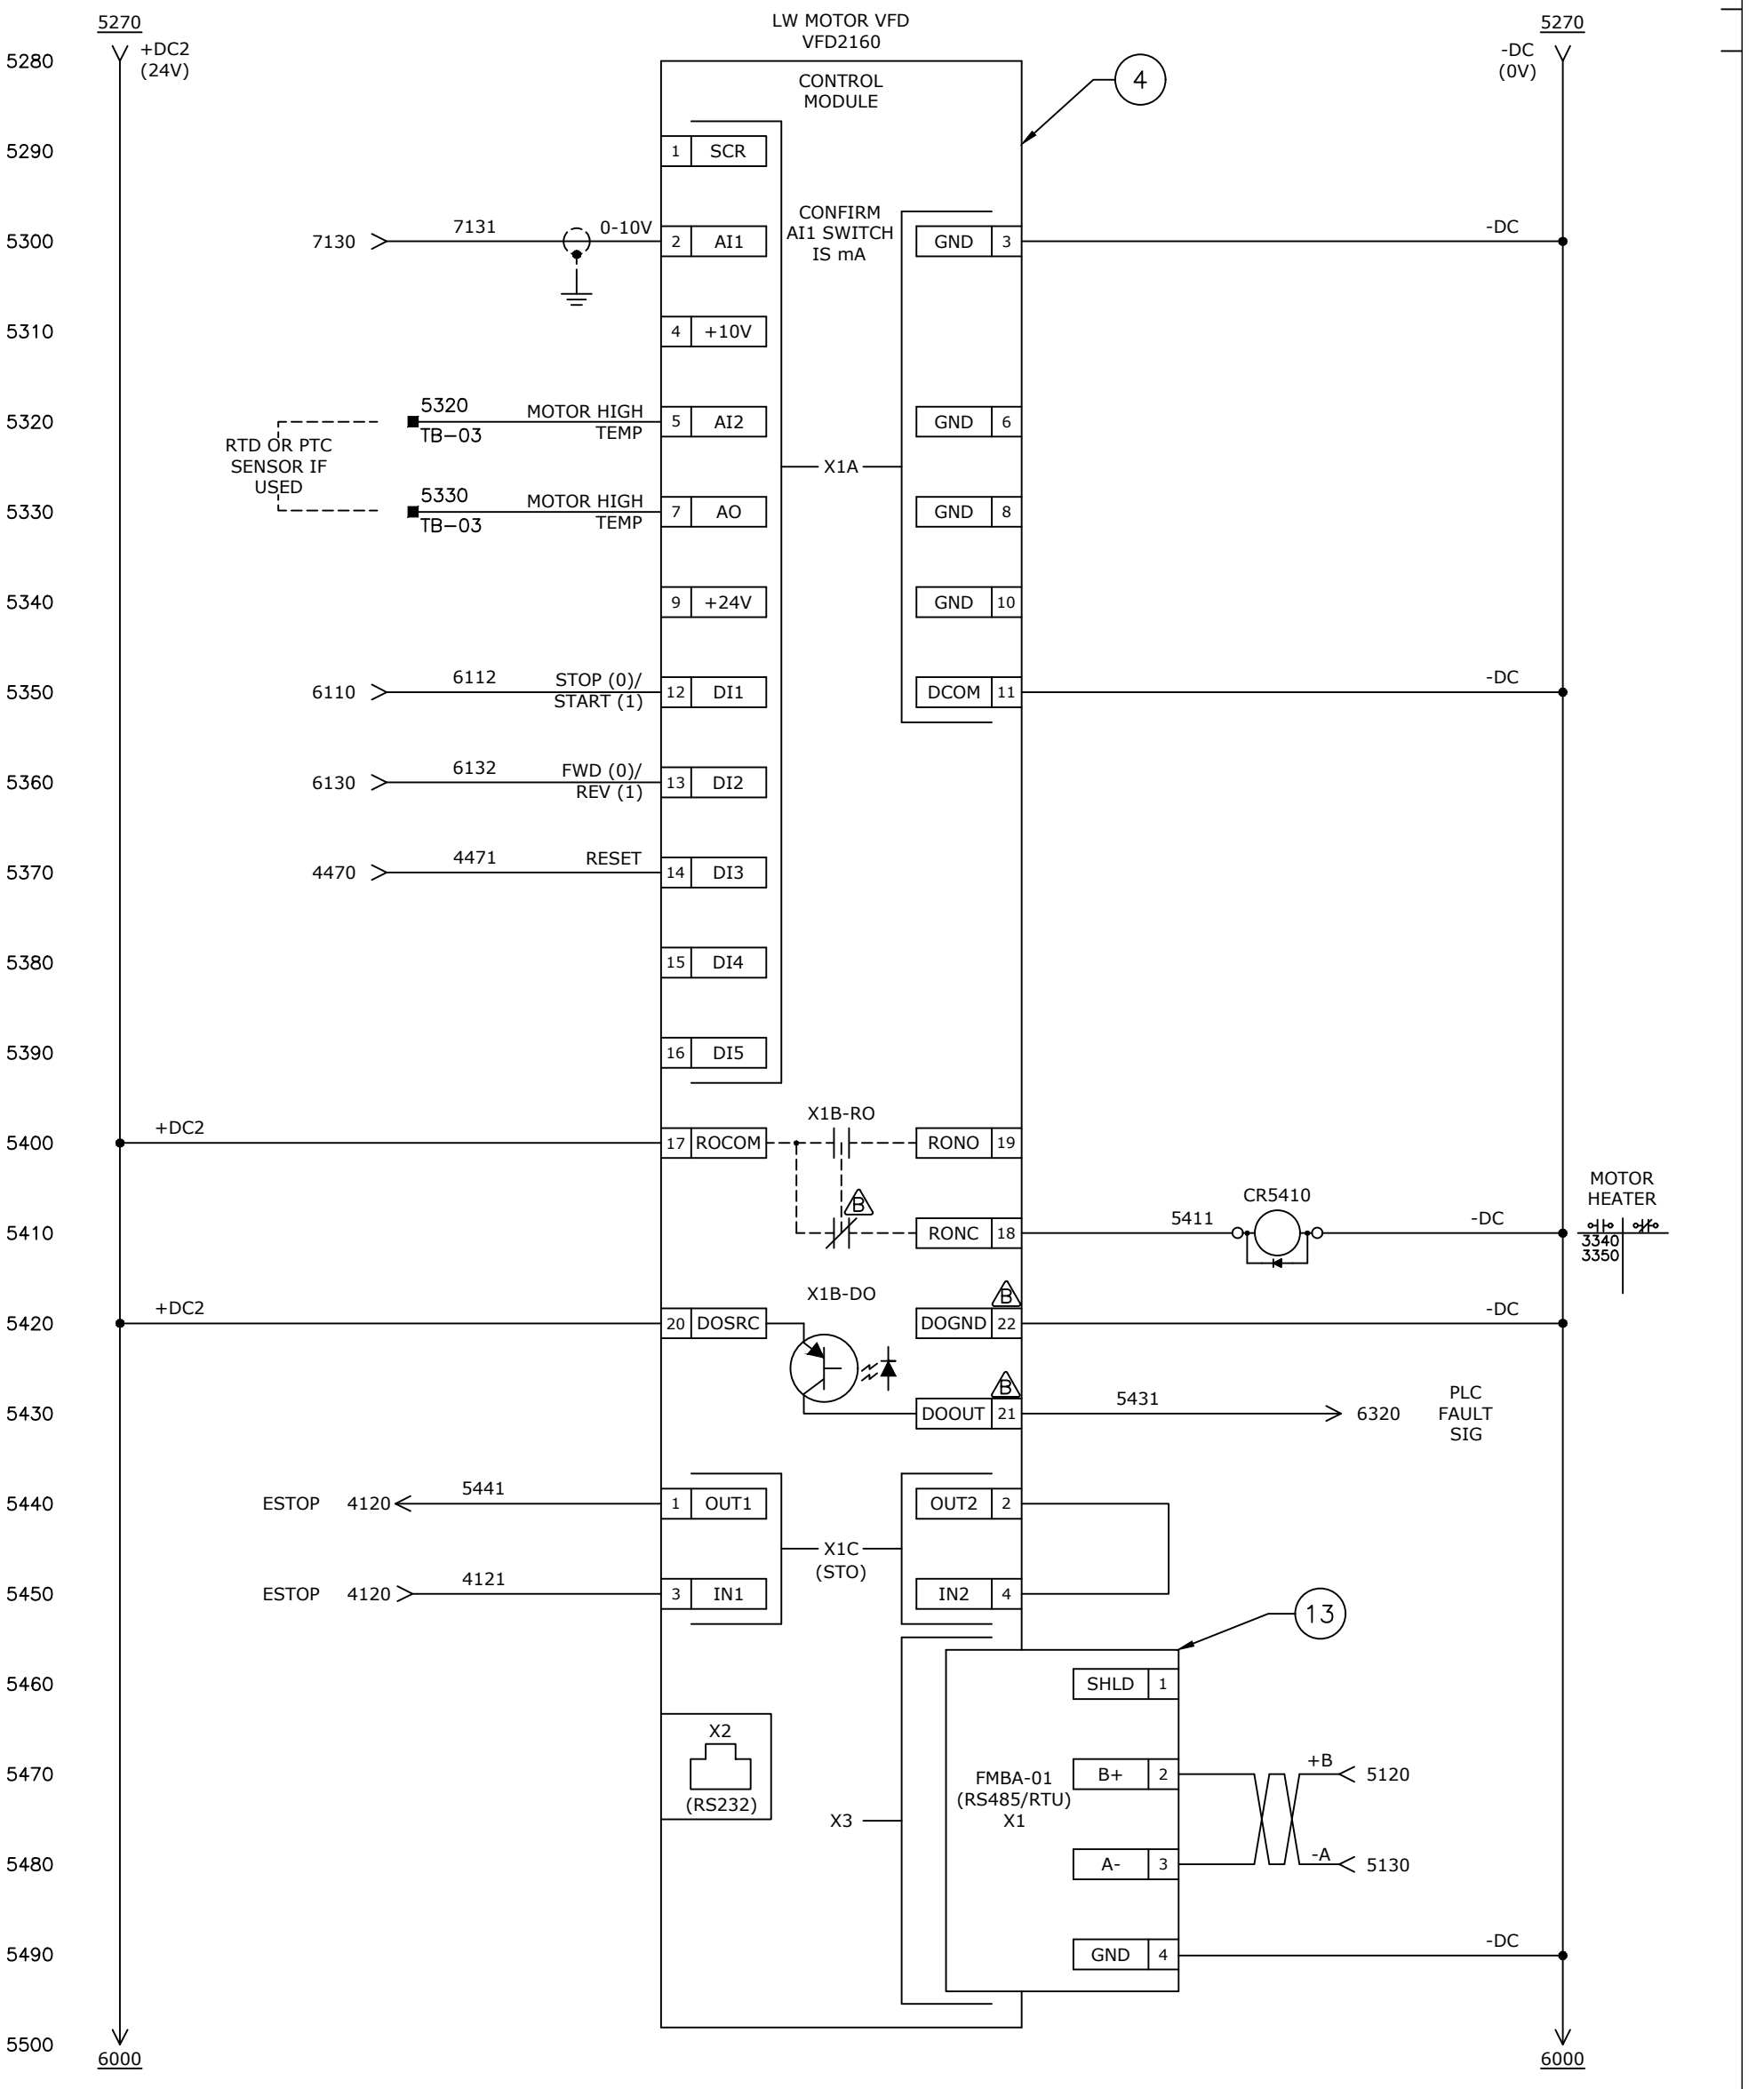 5270
+DC2
(24V)
LW MOTOR VFD
VFD2160
5270
-DC
(0V)
5280
CONTROL
MODULE
4
5290
1 SCR
5300
7130
7131
0-10V
2 AI1
CONFIRM
AI1 SWITCH
IS mA
GND 3
-DC
5310
4 +10V
5320
RTD OR PTC
SENSOR IF
USED
5320
TB-03
MOTOR HIGH
TEMP
5 AI2
GND 6
X1A
5330
5330
TB-03
MOTOR HIGH
TEMP
7 AO
GND 8
5340
9 +24V
GND 10
5350
6110
6112
STOP (0)/
START (1)
12 DI1
DCOM 11
-DC
5360
6130
6132
FWD (0)/
REV (1)
13 DI2
5370
4470
4471
RESET
14 DI3
5380
15 DI4
5390
16 DI5
5400
+DC2
17 ROCOM
X1B-RO
RONO 19
5410
B
RONC 18
5411
CR5410
-DC
MOTOR
HEATER
3340
3350
5420
+DC2
20 DOSRC
X1B-DO
DOGND 22
B
-DC
5430
B
DOOUT 21
5431
6320
PLC
FAULT
SIG
5440
ESTOP 4120
5441
1 OUT1
OUT2 2
X1C
(STO)
5450
ESTOP 4120
4121
3 IN1
IN2 4
13
5460
SHLD 1
5470
X2
(RS232)
X3
FMBA-01
(RS485/RTU)
X1
B+ 2
+B
5120
5480
A- 3
-A
5130
5490
GND 4
-DC
5500
6000
6000